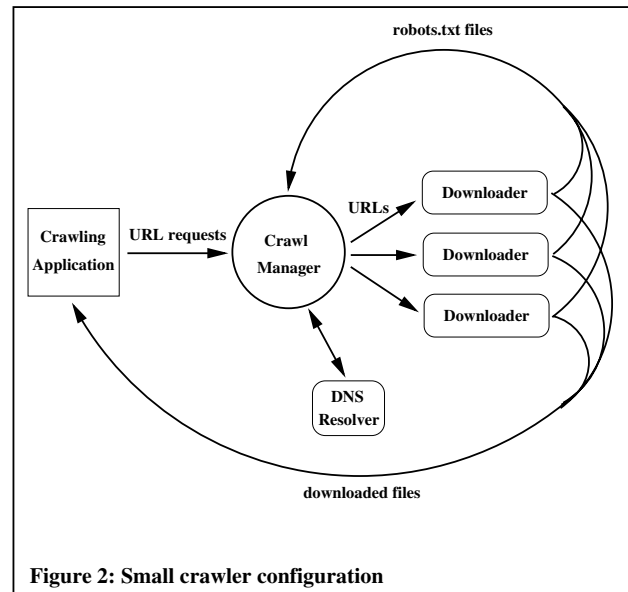 robots.txt files
URLs
Downloader
Crawling
Application
URL requests
Crawl
Manager
Downloader
Downloader
DNS
Resolver
downloaded files
Figure 2: Small crawler configuration